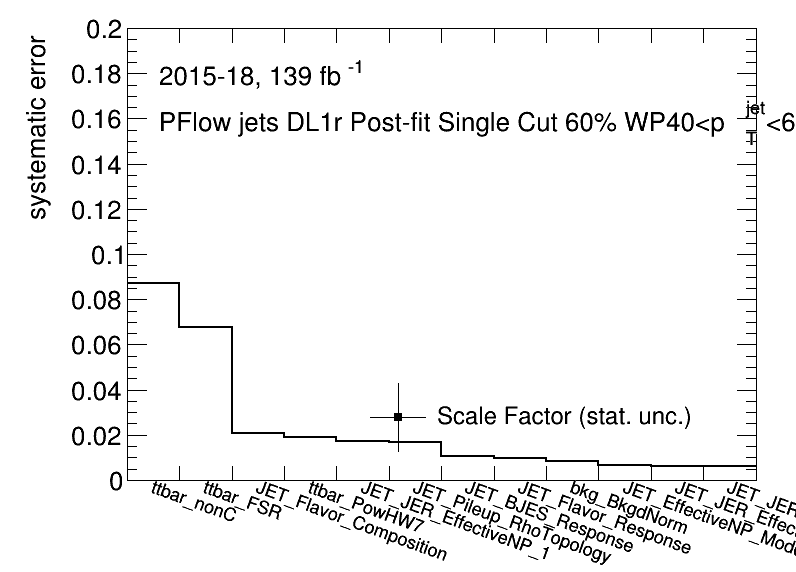 systematic error
0.2
0.18
0.16
0.14
0.12
0.1
0.08
0.06
0.04
0.02
0
2015-18, 139 fb -1
PFlow jets DL1r Post-fit Single Cut 60% WP40<p jet T <6
Scale Factor (stat. unc.)
ttbar_nonC
ttbar_FSR
JET_Flavor_Composition
ttbar_PowHW7
JET_JER_EffectiveNP_1
JET_Pileup_RhoTopology
JET_BJES_Response
JET_Flavor_Response
bkg_BkgdNorm
JET_EffectiveNP_Mode
JET_JER_Effec
JET_JER